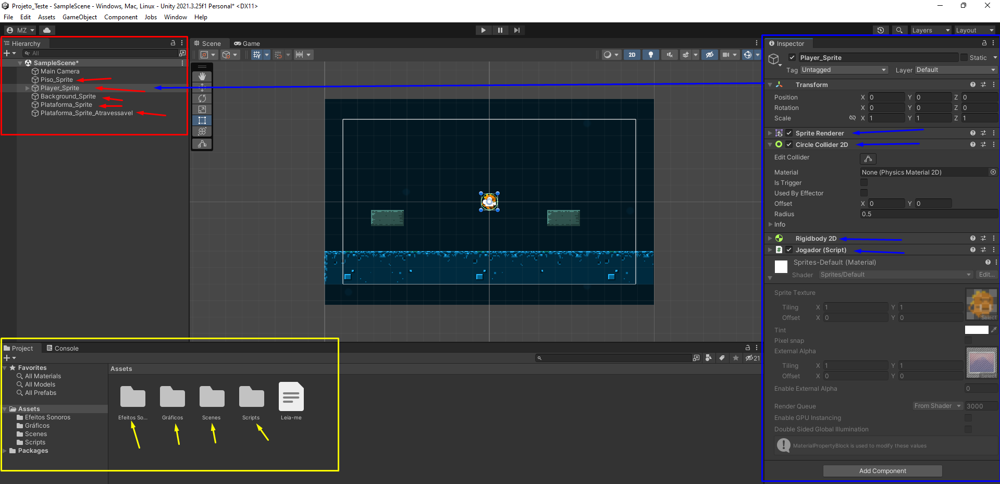 Projeto_Teste - SampleScene - Windows, Mac, Linux - Unity 2021.3.25f1 Personal* <DX11>
File Edit Assets GameObject Component Jobs Window Help
MZ
Layers Layout
Hierarchy
All
SampleScene*
Main Camera
Piso_Sprite
Player_Sprite
Background_Sprite
Plataforma_Sprite
Plataforma_Sprite_Atravessavel
Scene Game
2D
Inspector
Player_Sprite Static
Tag Untagged Layer Default
Transform
Position X 0 Y 0 Z 0
Rotation X 0 Y 0 Z 0
Scale X 1 Y 1 Z 1
Sprite Renderer
Circle Collider 2D
Edit Collider
Material None (Physics Material 2D)
Is Trigger
Used By Effector
Offset X 0 Y 0
Radius 0.5
Info
Rigidbody 2D
# Jogador (Script)
Sprites-Default (Material)
Shader Sprites/Default Edit...
Sprite Texture
Tiling X 1 Y 1
Offset X 0 Y 0
Select
Tint
Pixel snap
External Alpha
Tiling X 1 Y 1
Offset X 0 Y 0
Select
Enable External Alpha 0
Render Queue From Shader 3000
Enable GPU Instancing
Double Sided Global Illumination
MaterialPropertyBlock is used to modify these values
Add Component
Project Console
21
Favorites
All Materials
All Models
All Prefabs
Assets
Efeitos Sonoros
Gráficos
Scenes
Scripts
Packages
Assets
Efeitos So... Gráficos Scenes Scripts Leia-me